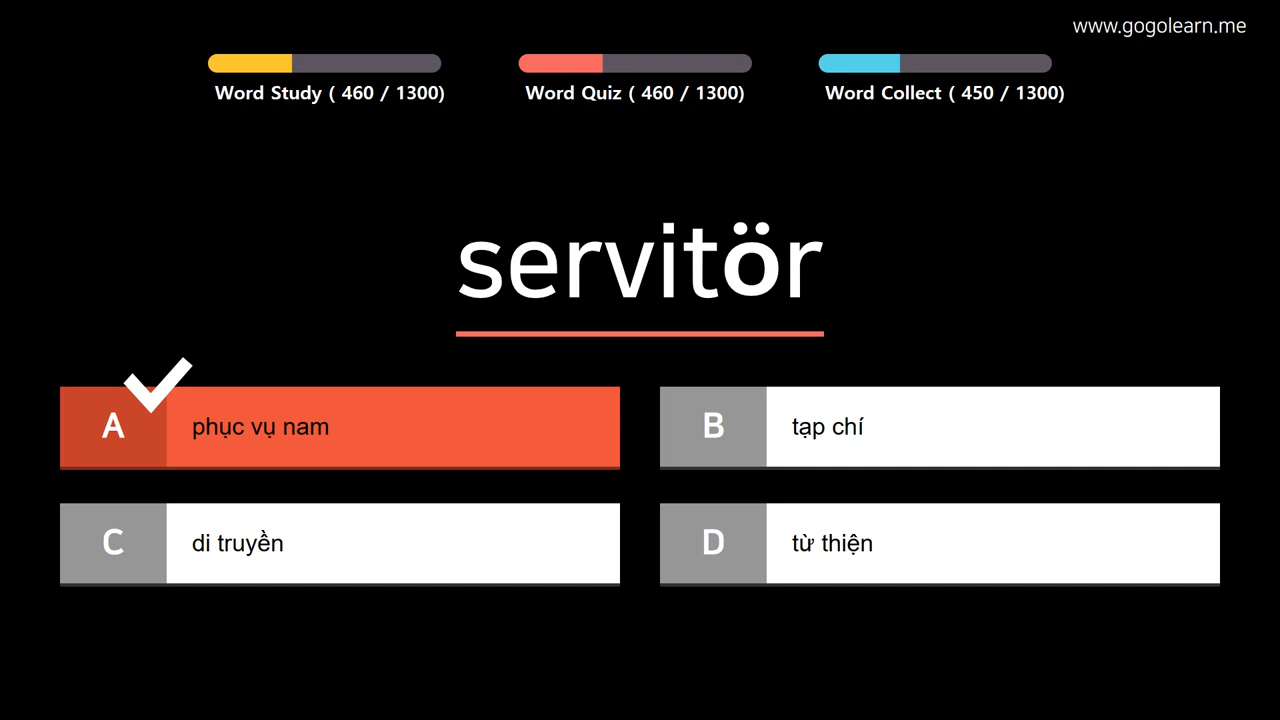 www.gogolearn.me
Word Study ( 460 / 1300)
Word Quiz ( 460 / 1300)
Word Collect ( 450 / 1300)
servitör
A phục vụ nam
B tạp chí
C di truyền
D từ thiện